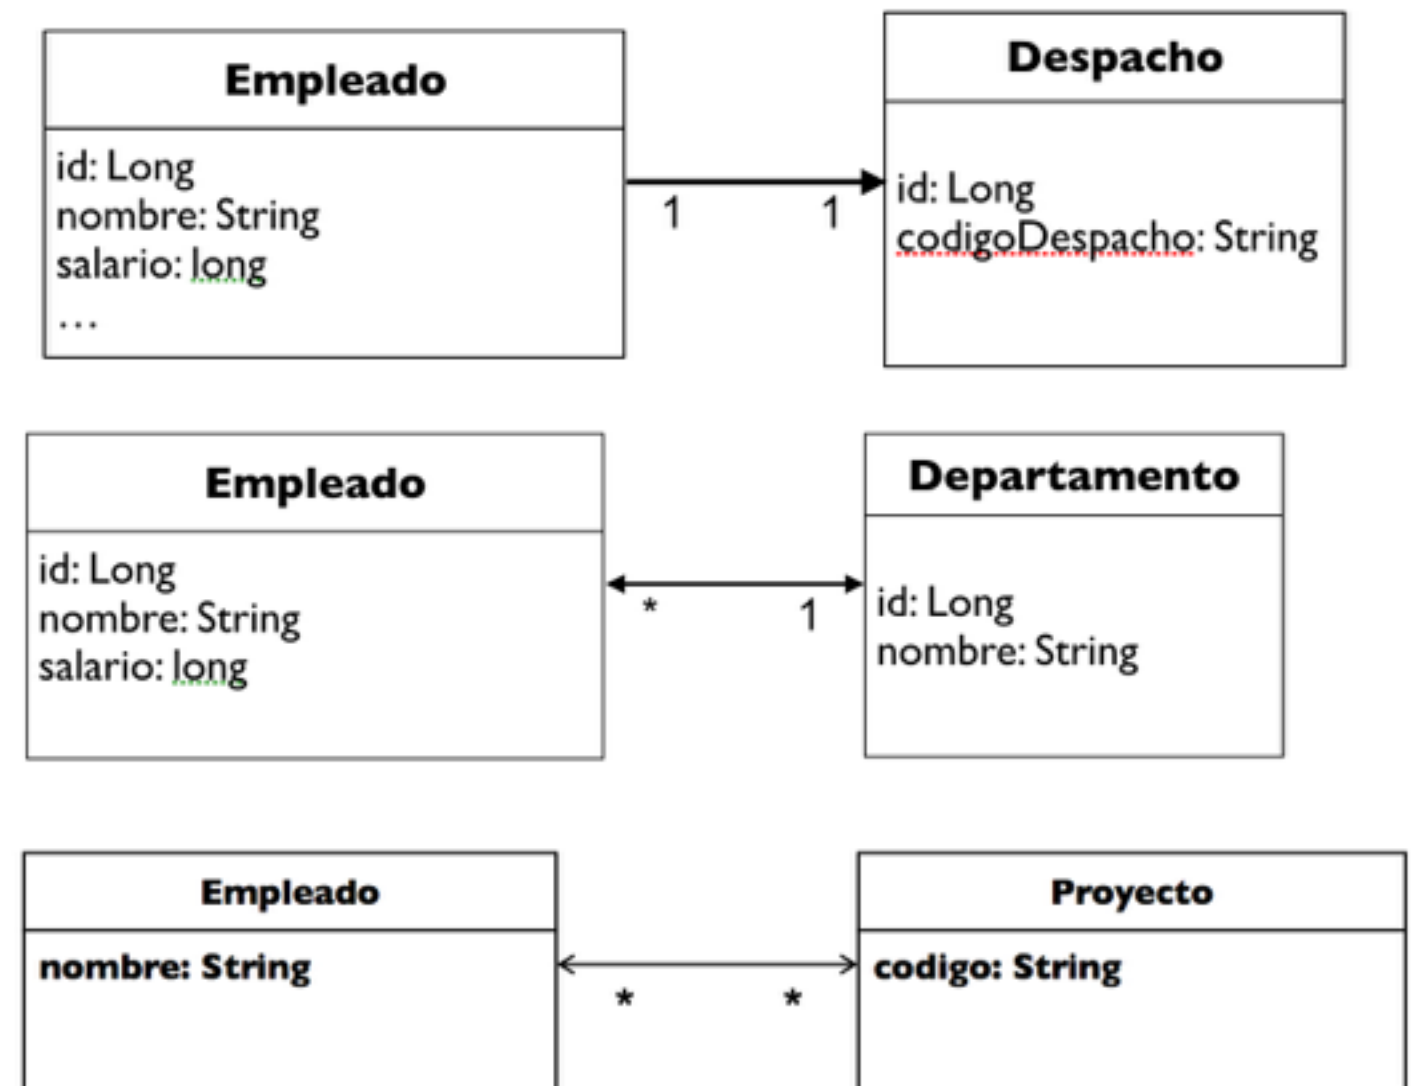 Empleado
id: Long
nombre: String
salario: long
...
1
1
Despacho
id: Long
codigoDespacho: String
Empleado
id: Long
nombre: String
salario: long
*
1
Departamento
id: Long
nombre: String
Empleado
nombre: String
*
*
Proyecto
codigo: String